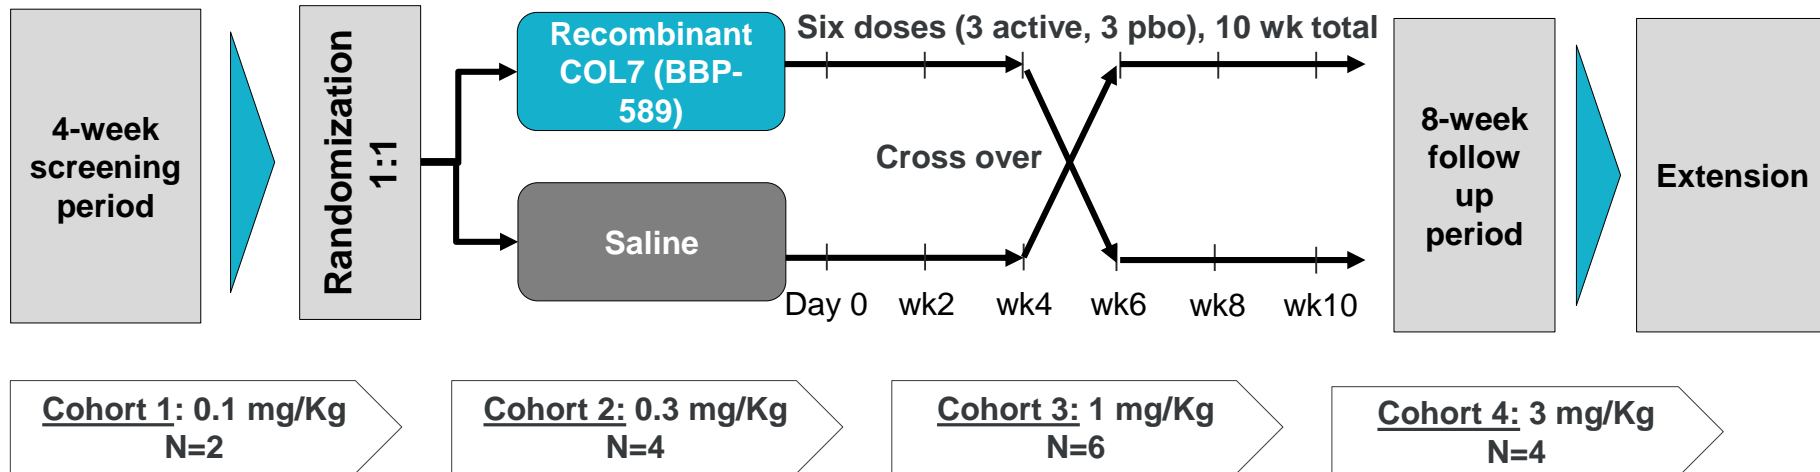 4-week
screening
period
Randomization
1:1
Recombinant
COL7 (BBP-
589)
Saline
Six doses (3 active, 3 pbo), 10 wk total
Cross over
Day 0 wk2 wk4 wk6 wk8 wk10
8-week
follow
up
period
Extension
Cohort 1: 0.1 mg/Kg
N=2
Cohort 2: 0.3 mg/Kg
N=4
Cohort 3: 1 mg/Kg
N=6
Cohort 4: 3 mg/Kg
N=4